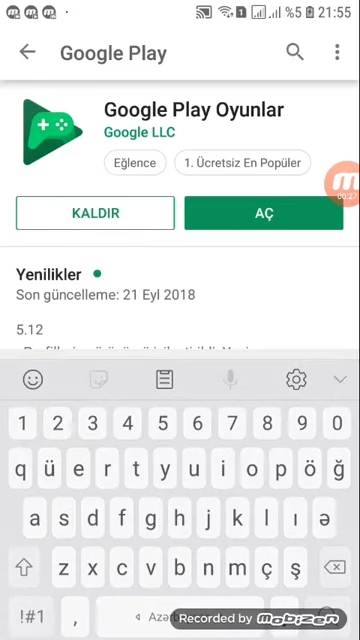 %5 21:55
Google Play
Google Play Oyunlar
Google LLC
Eğlence
1. Ücretsiz En Popüler
00:27
KALDIR
AÇ
Yenilikler
Son güncelleme: 21 Eyl 2018
5.12
1 2 3 4 5 6 7 8 9 0
q ü e r t y u i o p ö ğ
a s d f g h j k l ı ə
z x c v b n m ç ş
!#1 ,
Recorded by mobizen